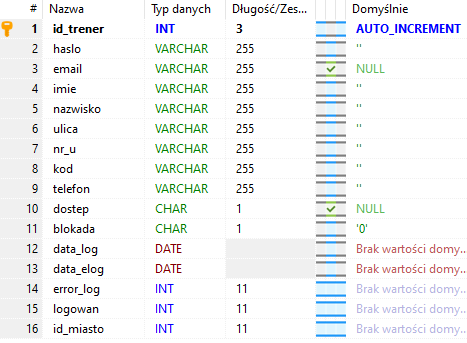 # Nazwa Typ danych Długość/Zes... Domyślnie
1 id_trener INT 3 AUTO_INCREMENT
2 haslo VARCHAR 255 ''
3 email VARCHAR 255 NULL
4 imie VARCHAR 255 ''
5 nazwisko VARCHAR 255 ''
6 ulica VARCHAR 255 ''
7 nr_u VARCHAR 255 ''
8 kod VARCHAR 255 ''
9 telefon VARCHAR 255 ''
10 dostep CHAR 1 NULL
11 blokada CHAR 1 '0'
12 data_log DATE Brak wartości domy...
13 data_elog DATE Brak wartości domy...
14 error_log INT 11 Brak wartości domy...
15 logowan INT 11 Brak wartości domy...
16 id_miasto INT 11 Brak wartości domy...